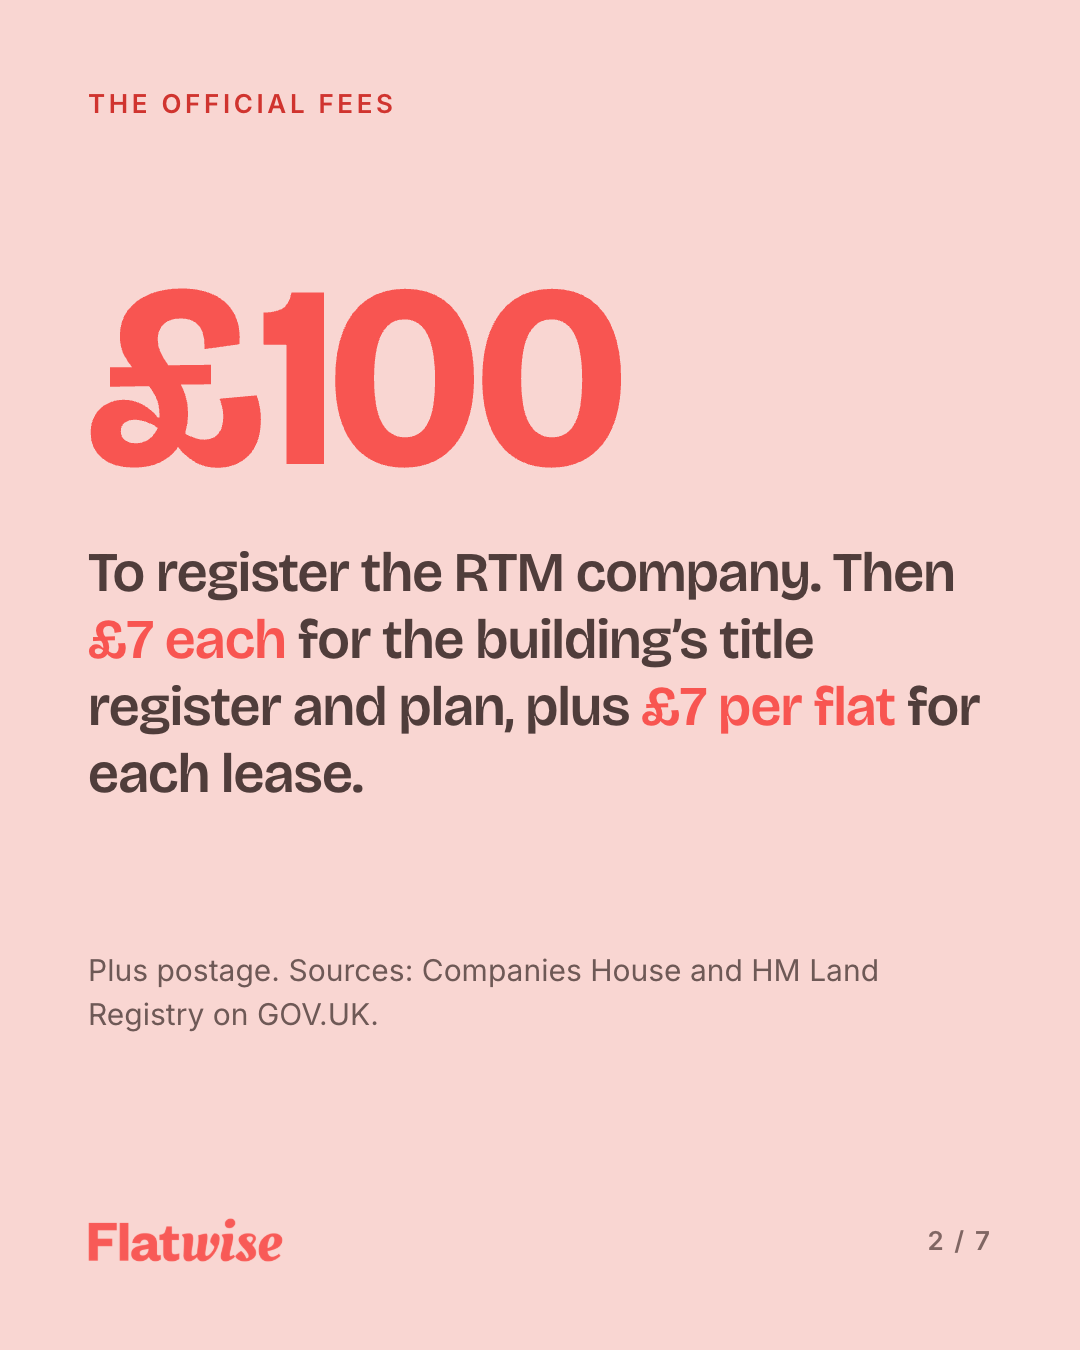 THE OFFICIAL FEES
£100
To register the RTM company. Then
£7 each for the building’s title
register and plan, plus £7 per flat for
each lease.
Plus postage. Sources: Companies House and HM Land
Registry on GOV.UK.
Flatwise
2 / 7